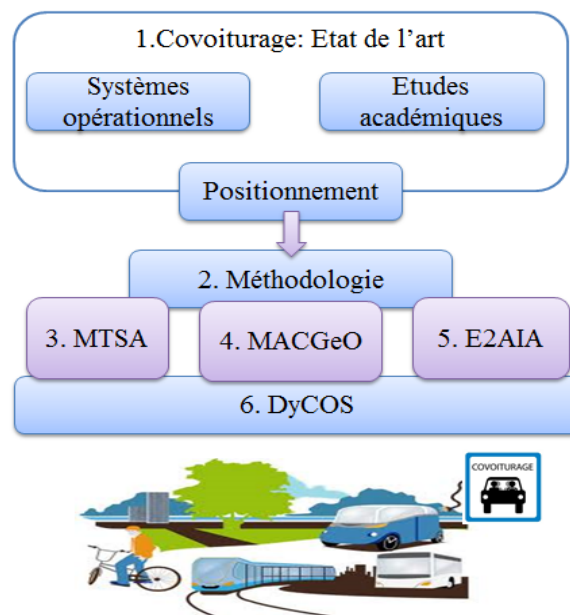 1.Covoiturage: Etat de l'art
Systèmes
opérationnels
Etudes
académiques
Positionnement
2. Méthodologie
3. MTSA
4. MACGeO
5. E2AIA
6. DyCOS
COVOITURAGE